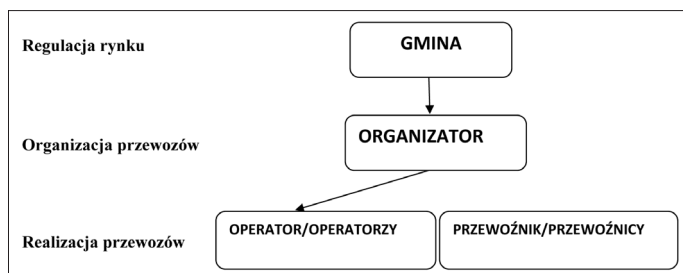 Regulacja rynku
GMINA
Organizacja przewozów
ORGANIZATOR
Realizacja przewozów
OPERATOR/OPERATORZY
PRZEWOŹNIK/PRZEWOŹNICY